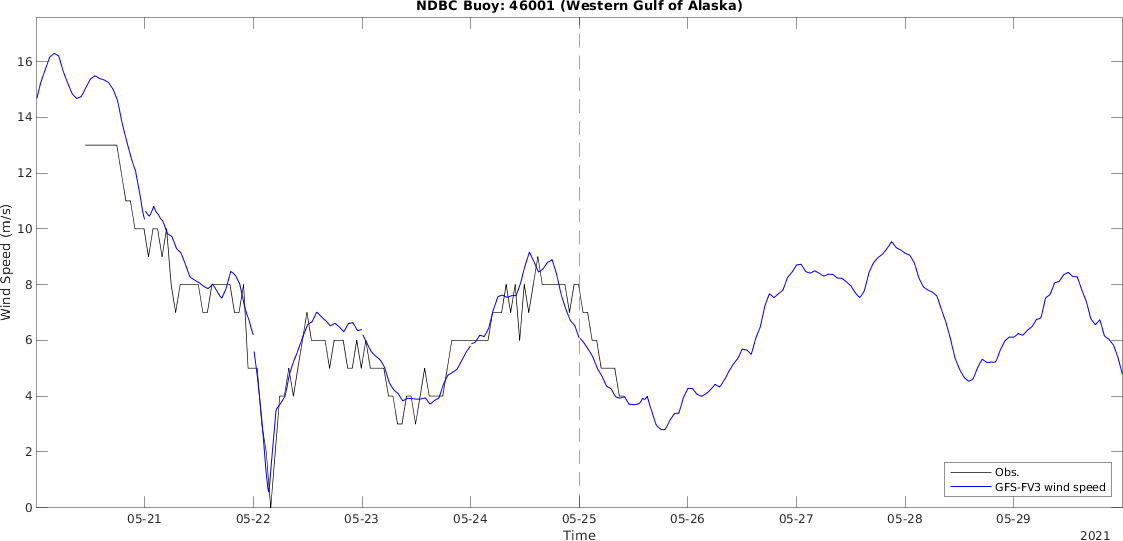 NDBC Buoy: 46001 (Western Gulf of Alaska)
Wind Speed (m/s)
16
14
12
10
8
6
4
2
0
Obs.
GFS-FV3 wind speed
05-21 05-22 05-23 05-24 05-25 05-26 05-27 05-28 05-29
Time
2021